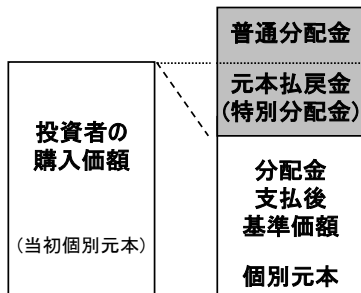 普通分配金
元本払戻金
(特別分配金)
投資者の
購入価額
(当初個別元本)
分配金
支払後
基準価額
個別元本